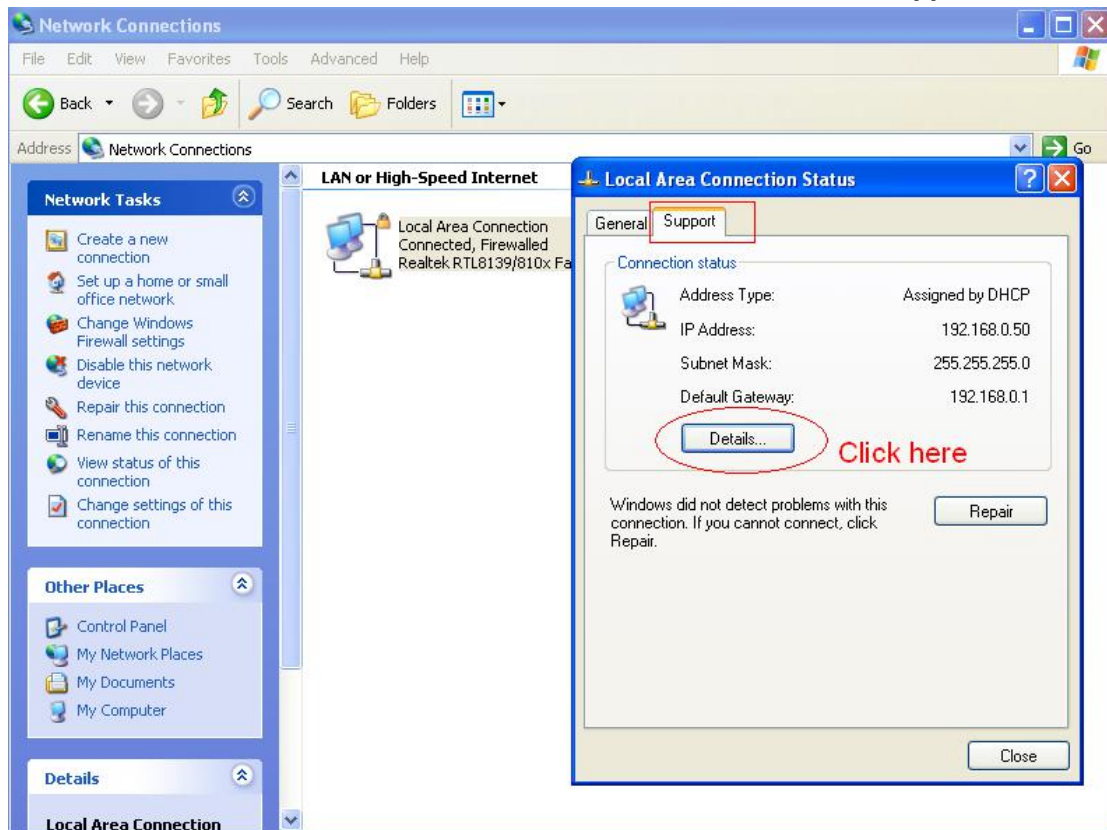 Network Connections
File Edit View Favorites Tools Advanced Help
Back Search Folders
Address Network Connections Go
Network Tasks
Create a new
connection
Set up a home or small
office network
Change Windows
Firewall settings
Disable this network
device
Repair this connection
Rename this connection
View status of this
connection
Change settings of this
connection
Other Places
Control Panel
My Network Places
My Documents
My Computer
Details
Local Area Connection
LAN or High-Speed Internet
Local Area Connection
Connected, Firewalled
Realtek RTL8139/810x Fa
Local Area Connection Status
General Support
Connection status
Address Type: Assigned by DHCP
IP Address: 192.168.0.50
Subnet Mask: 255.255.255.0
Default Gateway: 192.168.0.1
Details...
Click here
Windows did not detect problems with this
connection. If you cannot connect, click
Repair.
Repair
Close